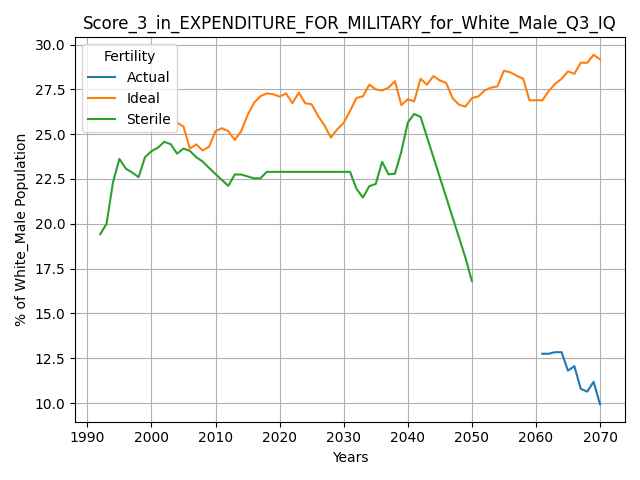 Score_3_in_EXPENDITURE_FOR_MILITARY_for_White_Male_Q3_IQ
Fertility
Actual
Ideal
Sterile
% of White_Male Population
30.0
27.5
25.0
22.5
20.0
17.5
15.0
12.5
10.0
1990 2000 2010 2020 2030 2040 2050 2060 2070
Years